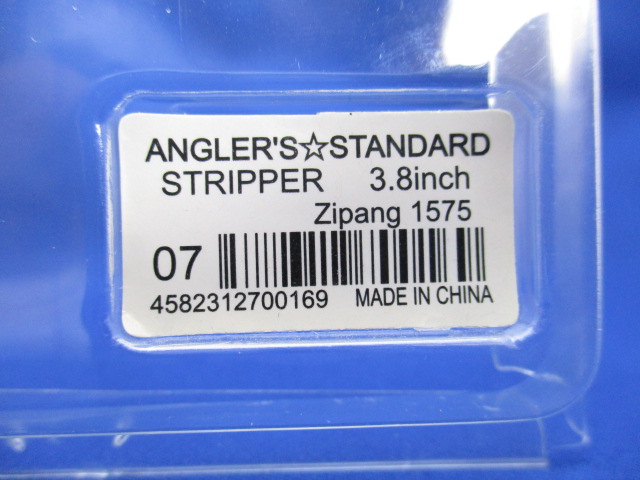 ANGLER'S☆STANDARD
STRIPPER 3.8inch
Zipang 1575
07
4582312700169 MADE IN CHINA